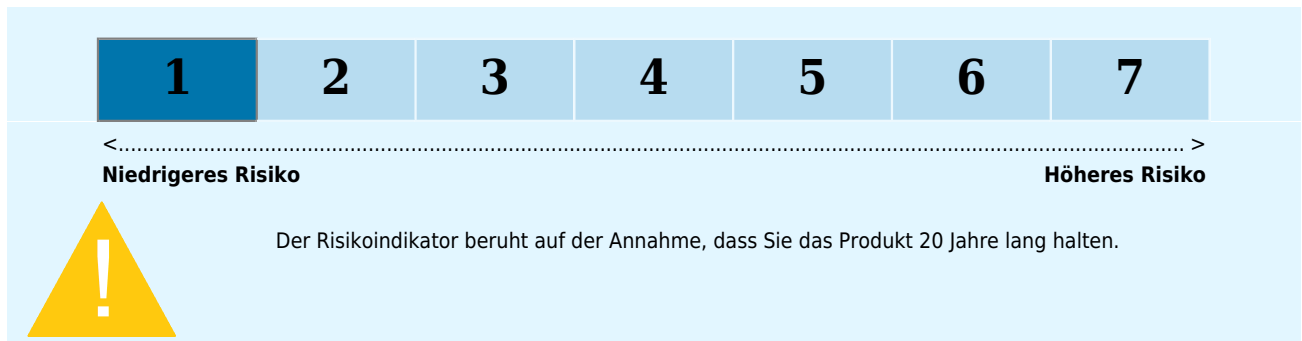 1 2 3 4 5 6 7
<.................................................................................................................................................................................. >
Niedrigeres Risiko Höheres Risiko
!
Der Risikoindikator beruht auf der Annahme, dass Sie das Produkt 20 Jahre lang halten.